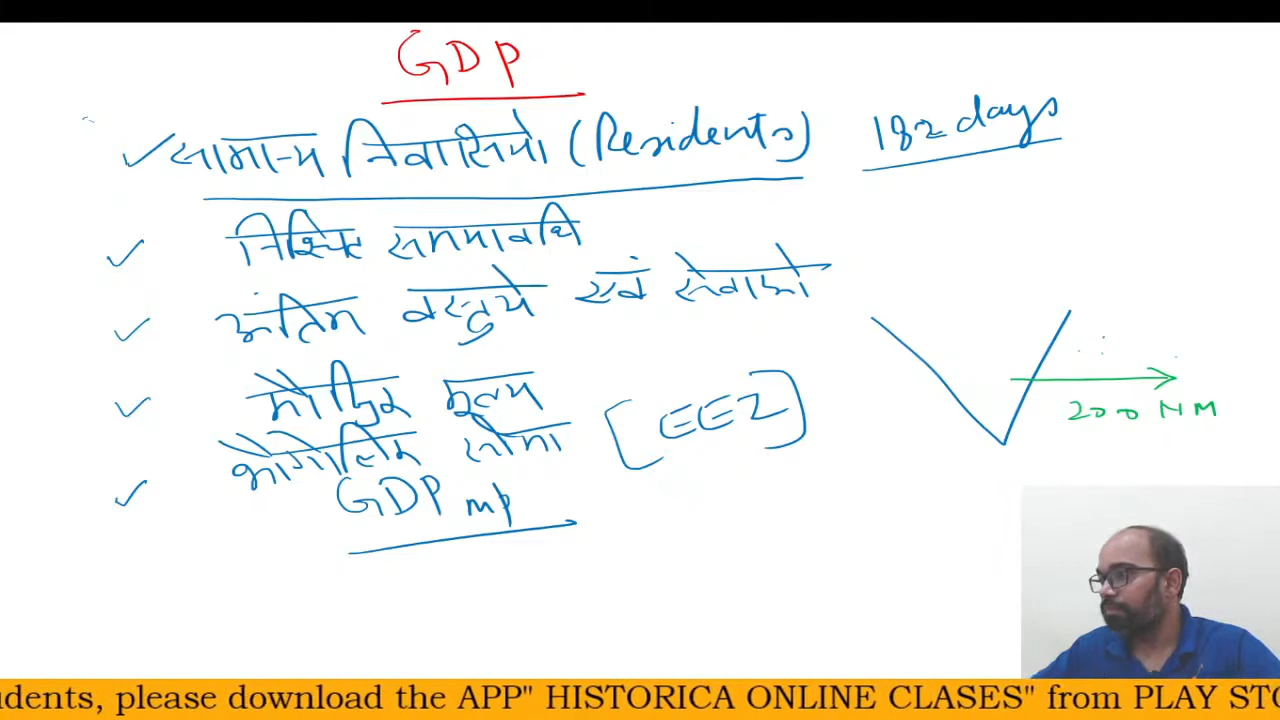 GDP
सामान्य निवासियो (Residents) 182 days
निश्चित समयावधि
अंतिम वस्तुये एवं सेवाओ
मौद्रिक मूल्य
[EEZ]
भौगोलिक सीमा
200 NM
GDP mp
udents, please download the APP" HISTORICA ONLINE CLASES" from PLAY STO